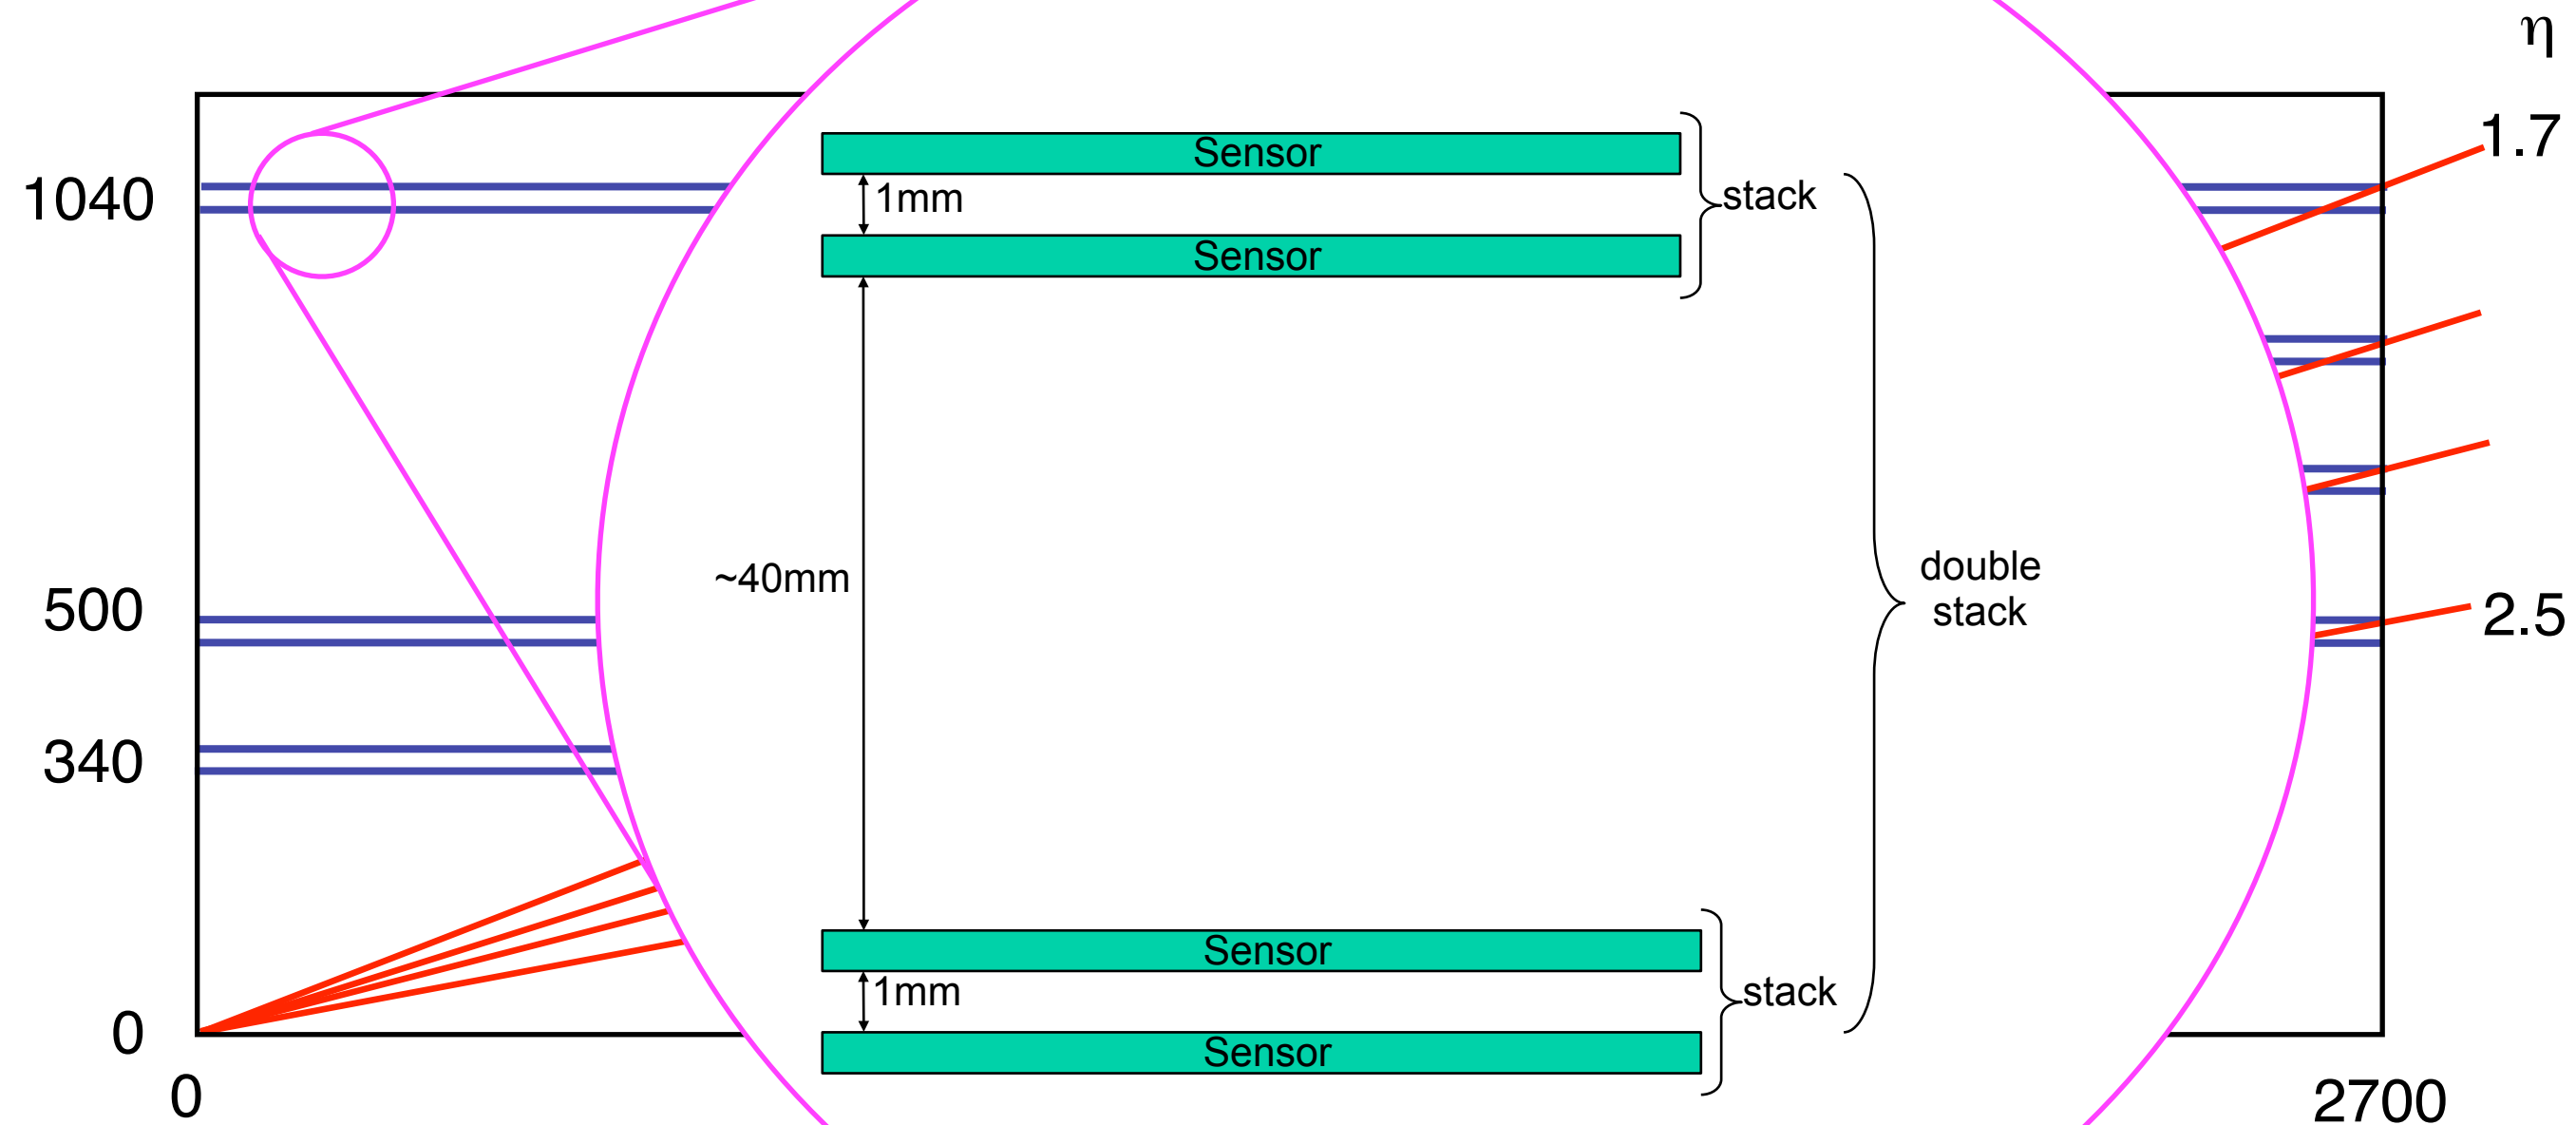 η
1.7
Sensor
1mm
stack
1040
Sensor
~40mm
double
stack
500
2.5
340
Sensor
1mm
stack
0
Sensor
0
2700